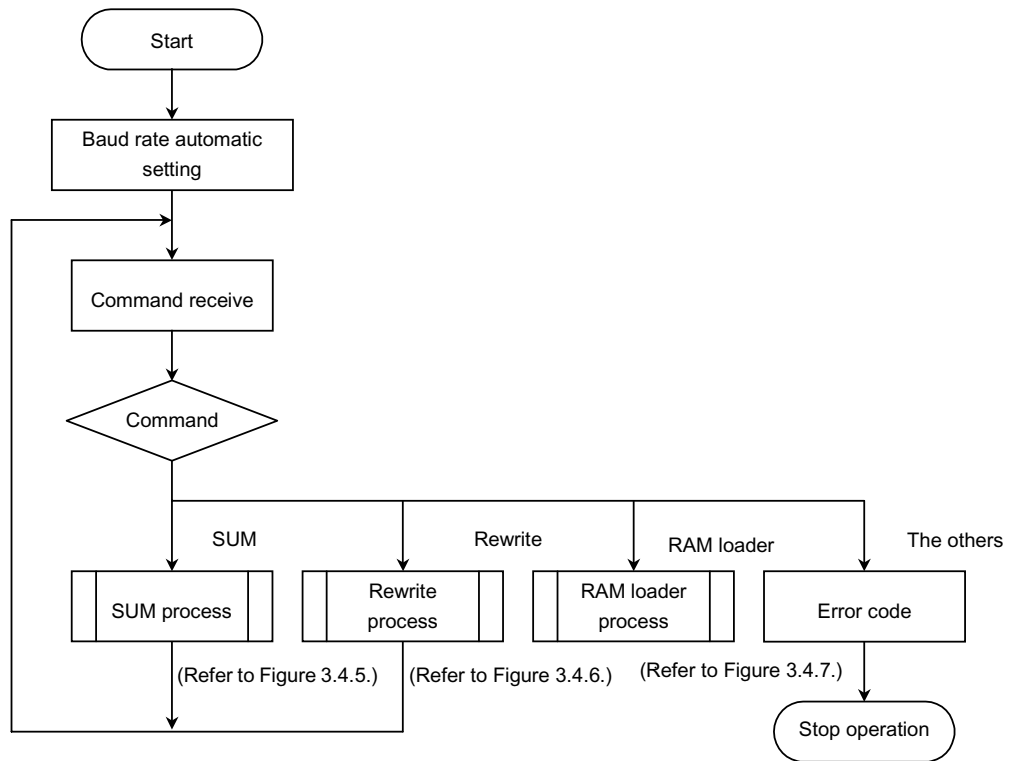 Start
Baud rate automatic
setting
Command receive
Command
SUM
Rewrite
RAM loader
The others
SUM process
Rewrite
process
RAM loader
process
Error code
(Refer to Figure 3.4.5.)
(Refer to Figure 3.4.6.)
(Refer to Figure 3.4.7.)
Stop operation